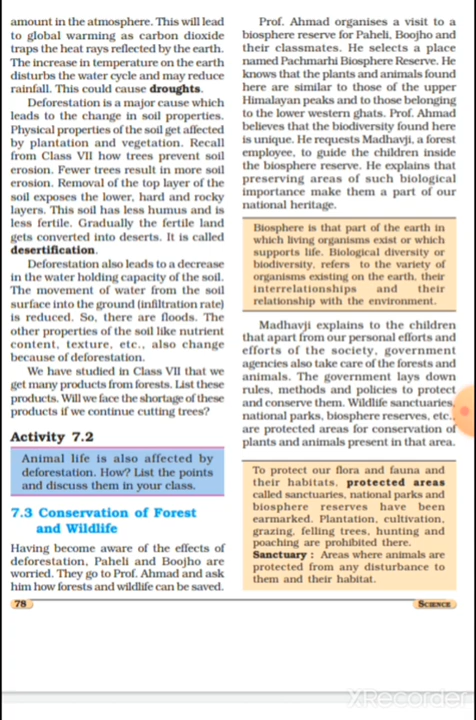 amount in the atmosphere. This will lead
to global warming as carbon dioxide
traps the heat rays reflected by the earth.
The increase in temperature on the earth
disturbs the water cycle and may reduce
rainfall. This could cause droughts.
Deforestation is a major cause which
leads to the change in soil properties.
Physical properties of the soil get affected
by plantation and vegetation. Recall
from Class VII how trees prevent soil
erosion. Fewer trees result in more soil
erosion. Removal of the top layer of the
soil exposes the lower, hard and rocky
layers. This soil has less humus and is
less fertile. Gradually the fertile land
gets converted into deserts. It is called
desertification.
Deforestation also leads to a decrease
in the water holding capacity of the soil.
The movement of water from the soil
surface into the ground (infiltration rate)
is reduced. So, there are floods. The
other properties of the soil like nutrient
content, texture, etc., also change
because of deforestation.
We have studied in Class VII that we
get many products from forests. List these
products. Will we face the shortage of these
products if we continue cutting trees?
Activity 7.2
Animal life is also affected by
deforestation. How? List the points
and discuss them in your class.
7.3 Conservation of Forest
and Wildlife
Having become aware of the effects of
deforestation, Paheli and Boojho are
worried. They go to Prof. Ahmad and ask
him how forests and wildlife can be saved.
78
Prof. Ahmad organises a visit to a
biosphere reserve for Paheli, Boojho and
their classmates. He selects a place
named Pachmarhi Biosphere Reserve. He
knows that the plants and animals found
here are similar to those of the upper
Himalayan peaks and to those belonging
to the lower western ghats. Prof. Ahmad
believes that the biodiversity found here
is unique. He requests Madhavji, a forest
employee, to guide the children inside
the biosphere reserve. He explains that
preserving areas of such biological
importance make them a part of our
national heritage.
Biosphere is that part of the earth in
which living organisms exist or which
supports life. Biological diversity or
biodiversity, refers to the variety of
organisms existing on the earth, their
interrelationships and their
relationship with the environment.
Madhavji explains to the children
that apart from our personal efforts and
efforts of the society, government
agencies also take care of the forests and
animals. The government lays down
rules, methods and policies to protect
and conserve them. Wildlife sanctuaries,
national parks, biosphere reserves, etc.,
are protected areas for conservation of
plants and animals present in that area.
To protect our flora and fauna and
their habitats, protected areas
called sanctuaries, national parks and
biosphere reserves have been
earmarked. Plantation, cultivation,
grazing, felling trees, hunting and
poaching are prohibited there.
Sanctuary : Areas where animals are
protected from any disturbance to
them and their habitat.
SCIENCE
XRecorder